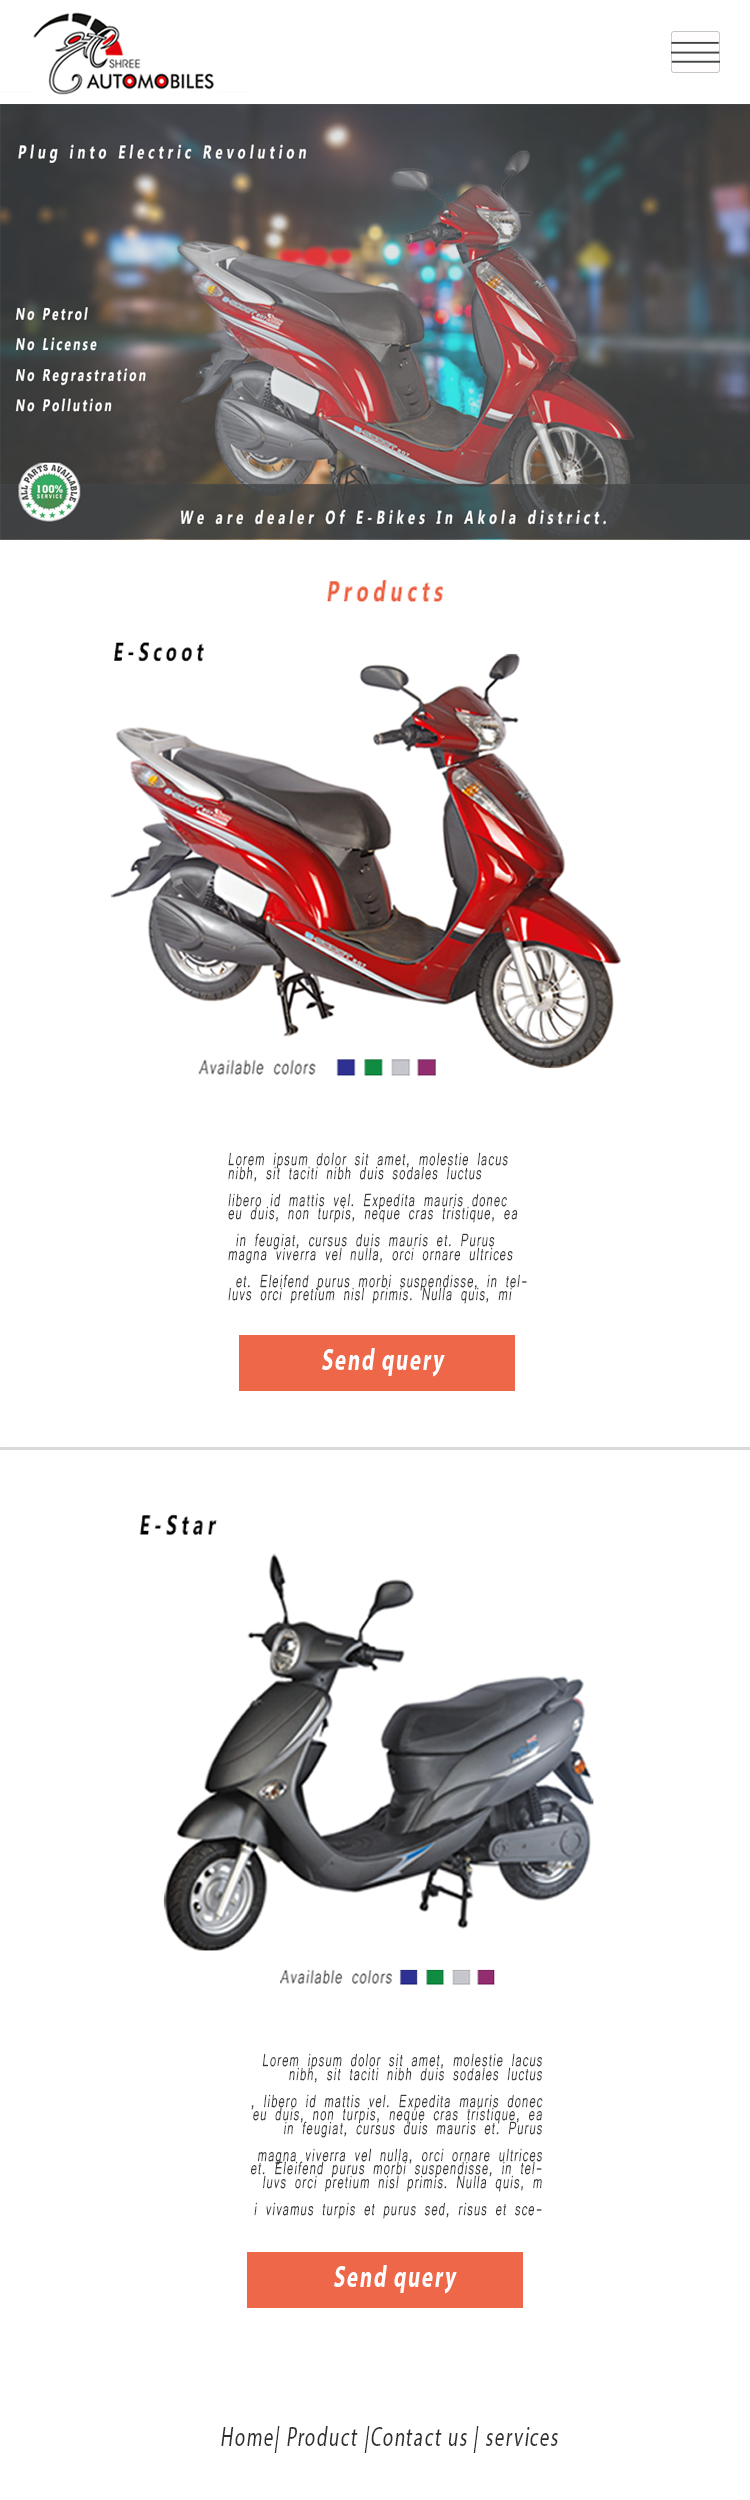 SHREE
AUTOMOBILES
Plug into Electric Revolution
No Petrol
No License
No Regrastration
No Pollution
ALL PARTS AVAILABLE
100%
SERVICE
We are dealer Of E-Bikes In Akola district.
Products
E-Scoot
Available colors
Lorem ipsum dolor sit amet, molestie lacus
nibh, sit taciti nibh duis sodales luctus
libero id mattis vel. Expedita mauris donec
eu duis, non turpis, neque cras tristique, ea
in feugiat, cursus duis mauris et. Purus
magna viverra vel nulla, orci ornare ultrices
et. Eleifend purus morbi suspendisse, in tel-
luvs orci pretium nisl primis. Nulla quis, mi
Send query
E-Star
Available colors
Lorem ipsum dolor sit amet, molestie lacus
nibh, sit taciti nibh duis sodales luctus
, libero id mattis vel. Expedita mauris donec
eu duis, non turpis, neque cras tristique, ea
in feugiat, cursus duis mauris et. Purus
magna viverra vel nulla, orci ornare ultrices
et. Eleifend purus morbi suspendisse, in tel-
luvs orci pretium nisl primis. Nulla quis, m
i vivamus turpis et purus sed, risus et sce-
Send query
Home| Product |Contact us | services